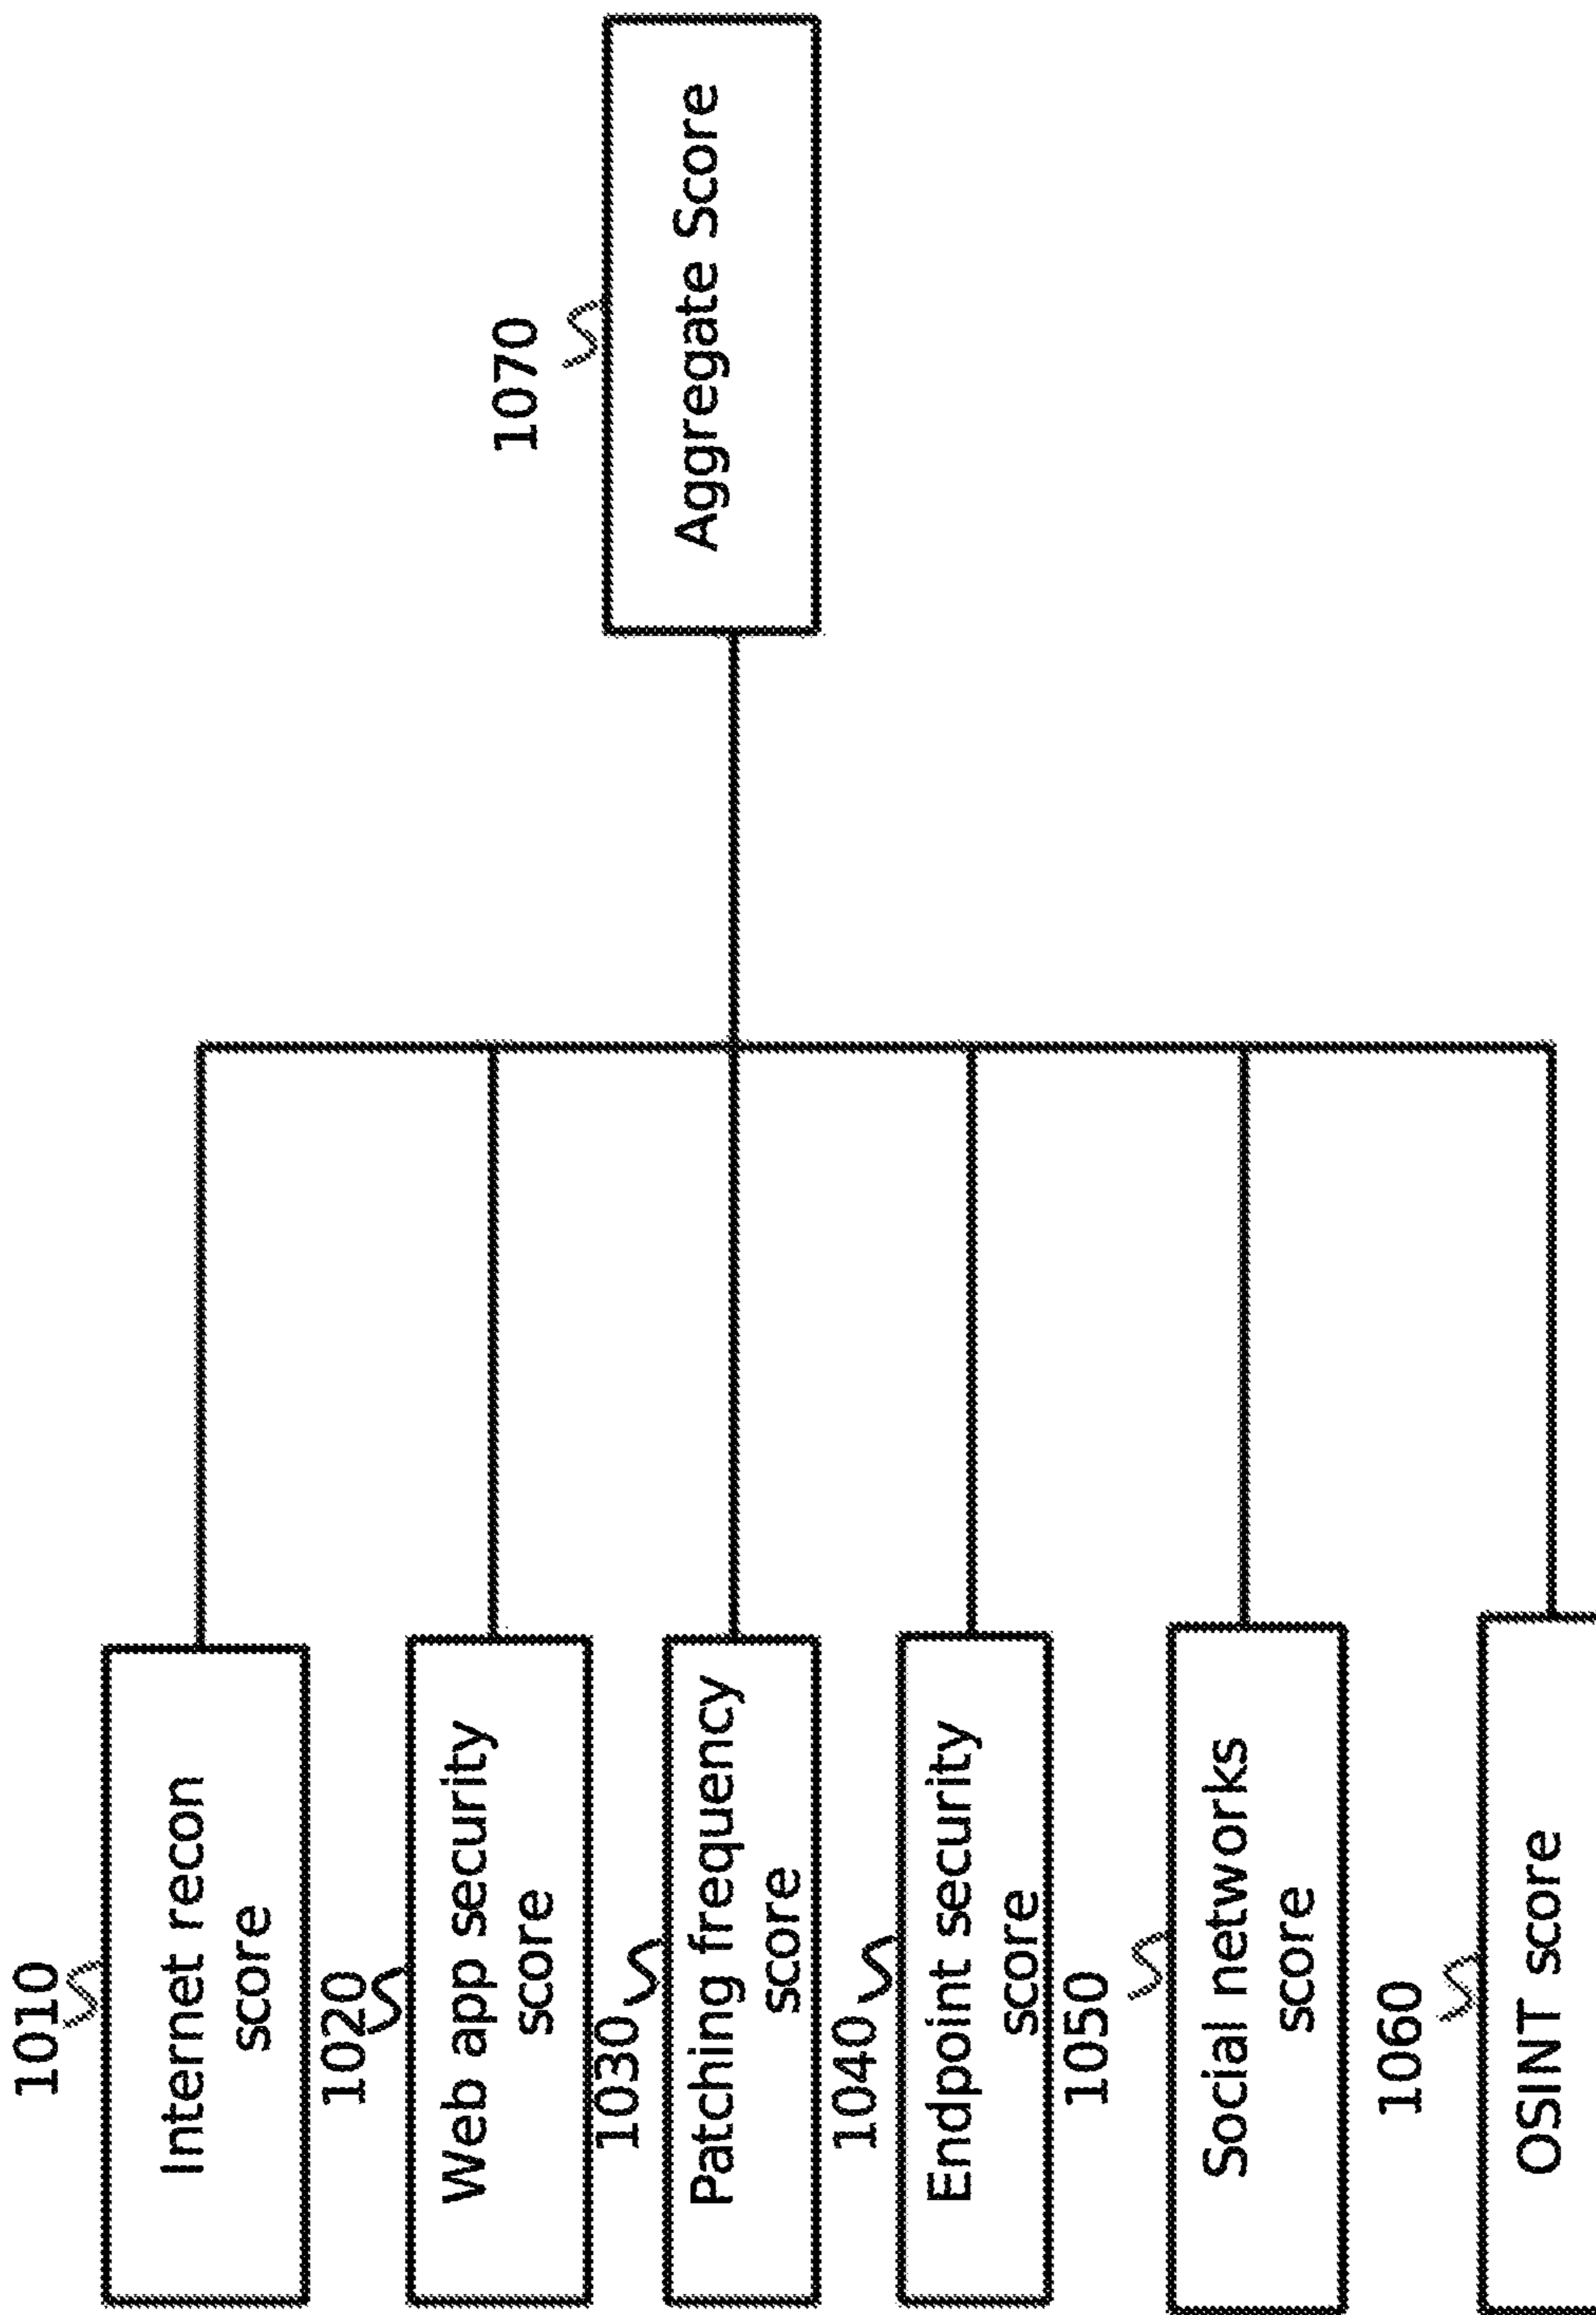 1010
Internet recon
score
1020
Web app security
score
1030
Patching frequency
score
1040
Endpoint security
score
1050
Social networks
score
1060
OSINT score
1070
Aggregate Score